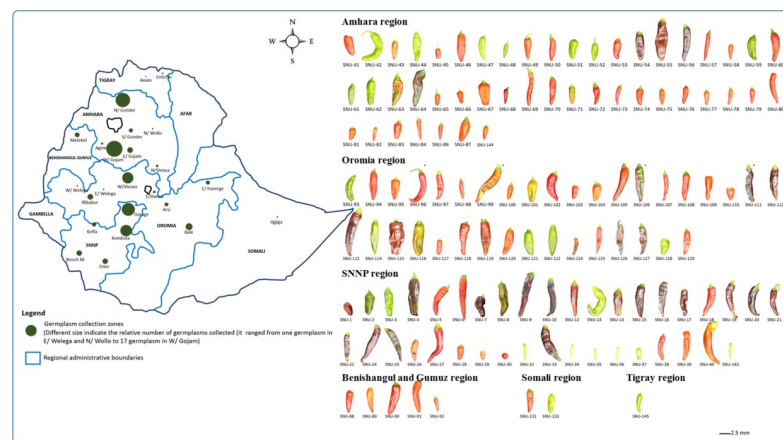 N
W E
S
TIGRAY
Axum
N/ Gonder
AMHARA
AFAR
N/ Wollo
S/ Gonder
Metekel
Agew
E/ Gojam
W/ Gojam
BENISHANGUL GUMUZ
N/Shewa
W/Shewa
W/ Welega
E/ Welega
E/ Hararge
Illibabur
Gurage
Arsi
GAMBELLA
OROMIA
Keffa
Kembata
Bale
Jigjiga
SNNP
SOMALI
Bench M
Omo
Legend
Germplasm collection zones
(Different size indicate the relative number of germplasms collected (it ranged from one germplasm in
E/ Welega and N/ Wollo to 17 germplasm in W/ Gojam)
Regional administrative boundaries
Amhara region
SNU-41 SNU-42 SNU-43 SNU-44 SNU-45 SNU-46 SNU-47 SNU-48 SNU-49 SNU-50 SNU-51 SNU-52 SNU-53 SNU-54 SNU-55 SNU-56 SNU-57 SNU-58 SNU-59 SNU-60
SNU-61 SNU-62 SNU-63 SNU-64 SNU-65 SNU-66 SNU-67 SNU-68 SNU-69 SNU-70 SNU-71 SNU-72 SNU-73 SNU-74 SNU-75 SNU-76 SNU-77 SNU-78 SNU-79 SNU-80
SNU-81 SNU-82 SNU-83 SNU-84 SNU-86 SNU-87 SNU-144
Oromia region
SNU-93 SNU-94 SNU-95 SNU-96 SNU-97 SNU-98 SNU-99 SNU-100 SNU-101 SNU-102 SNU-103 SNU-104 SNU-105 SNU-106 SNU-107 SNU-108 SNU-109 SNU-110 SNU-111
SNU-113 SNU-114 SNU-115 SNU-116 SNU-117 SNU-118 SNU-119 SNU-120 SNU-121 SNU-122 SNU-124 SNU-125 SNU-126 SNU-127 SNU-128 SNU-129
SNNP region
SNU-1 SNU-2 SNU-3 SNU-4 SNU-5 SNU-6 SNU-7 SNU-8 SNU-9 SNU-10 SNU-12 SNU-13 SNU-14 SNU-15 SNU-16 SNU-17 SNU-18 SNU-19 SNU-20 SNU-21
SNU-22 SNU-24 SNU-25 SNU-26 SNU-27 SNU-28 SNU-29 SNU-30 SNU-31 SNU-33 SNU-34 SNU-35 SNU-36 SNU-37 SNU-38 SNU-39 SNU-40 SNU-143
Benishangul and Gumuz region Somali region Tigray region
SNU-88 SNU-89 SNU-90 SNU-91 SNU-92 SNU-132 SNU-133 SNU-145
2.5 mm